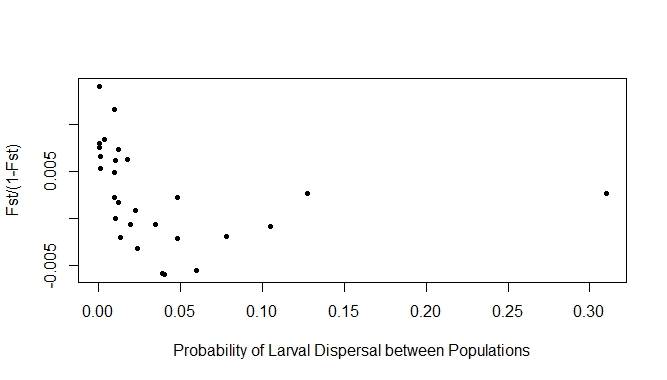 Fst/(1-Fst)
0.005
-0.005
0.00 0.05 0.10 0.15 0.20 0.25 0.30
Probability of Larval Dispersal between Populations